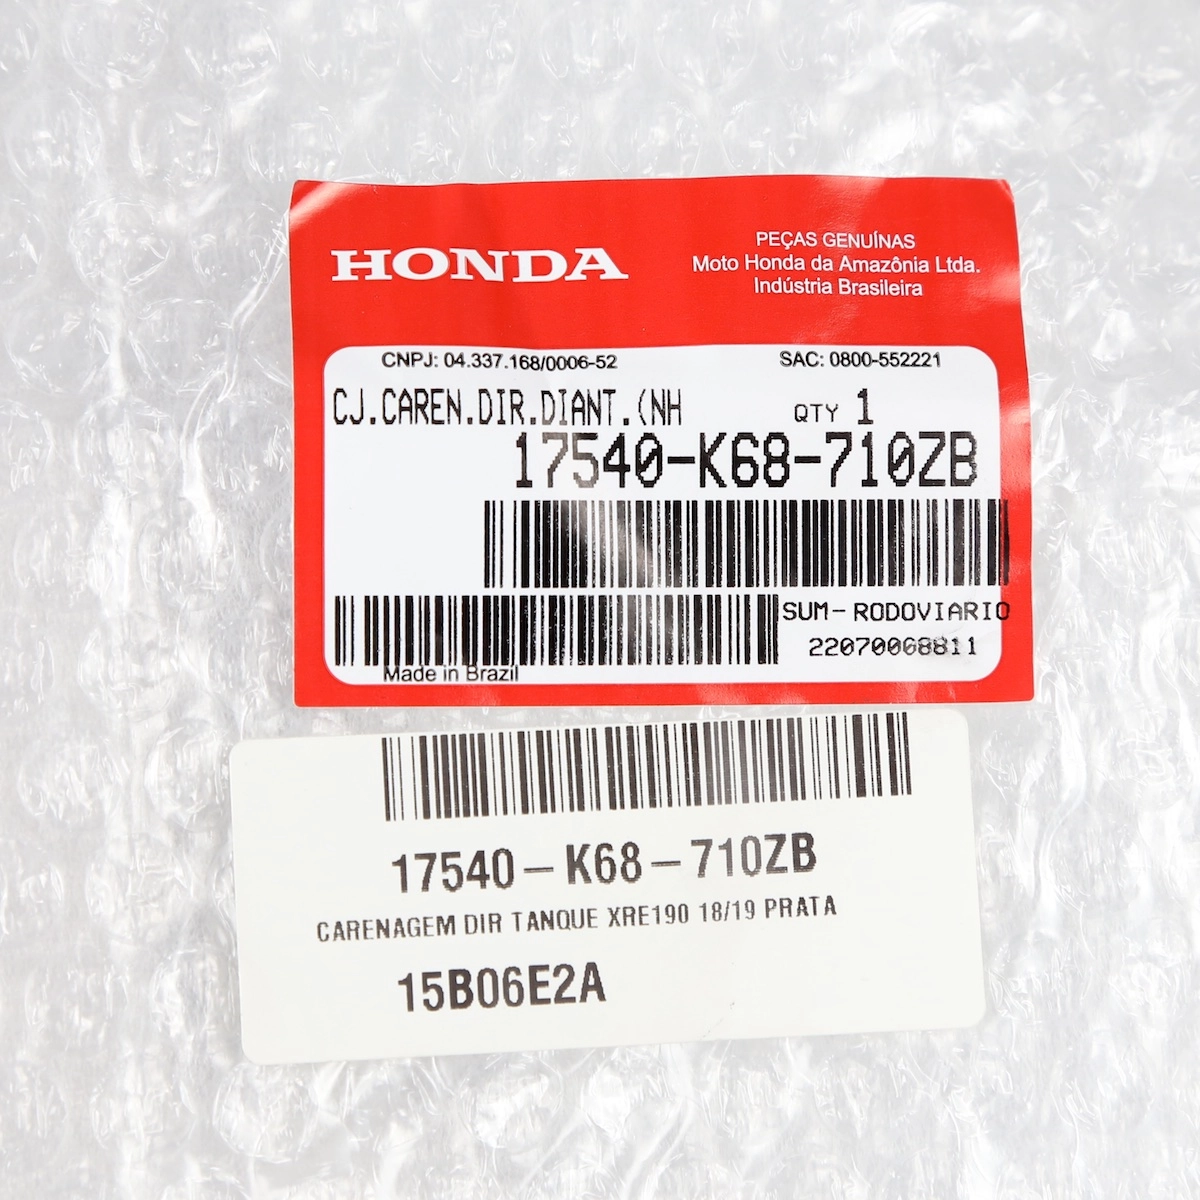 HONDA
PEÇAS GENUÍNAS
Moto Honda da Amazônia Ltda.
Indústria Brasileira
CNPJ: 04.337.168/0006-52
SAC: 0800-552221
CJ.CAREN.DIR.DIANT.(NH
QTY 1
17540-K68-710ZB
SUM-RODOVIARIO
22070068811
Made in Brazil
17540-K68-710ZB
CARENAGEM DIR TANQUE XRE190 18/19 PRATA
15B06E2A